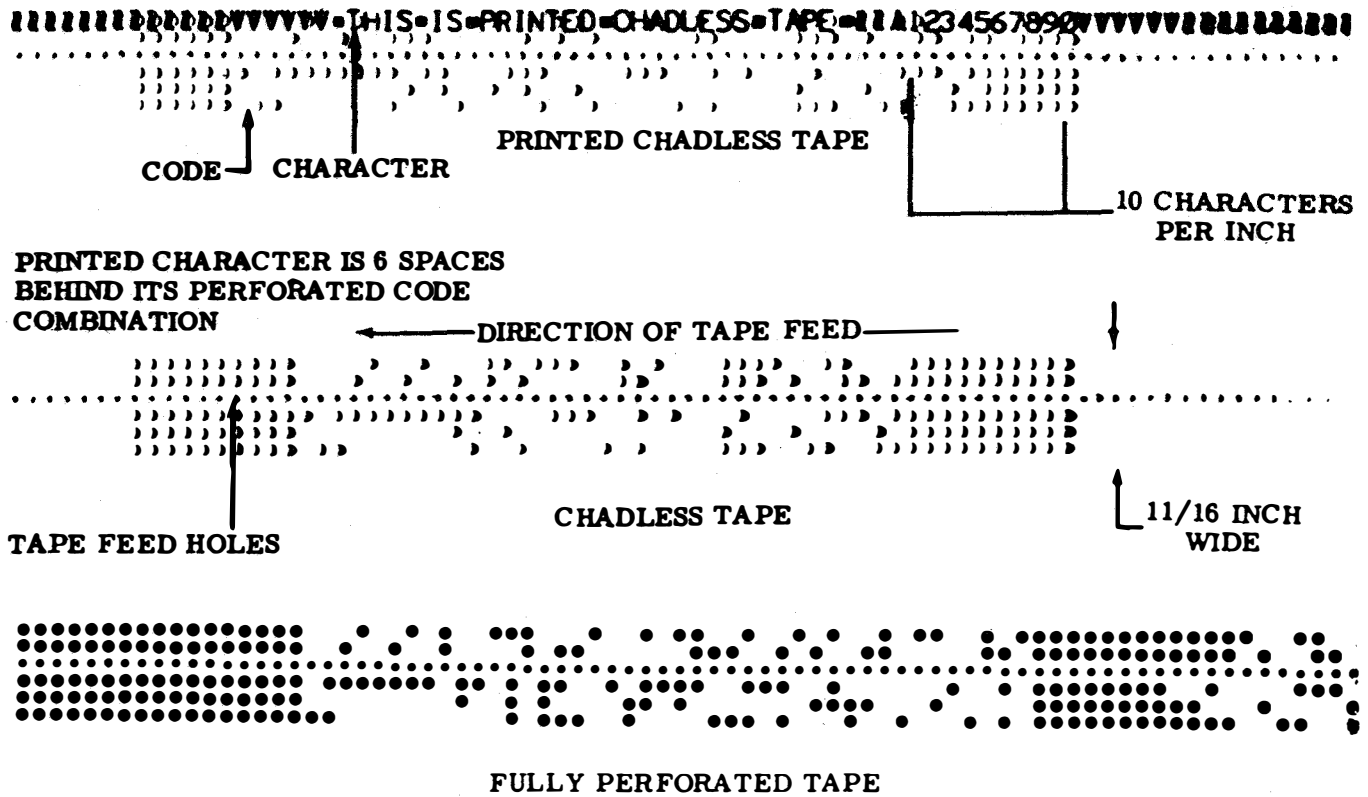 THIS IS PRINTED CHADLESS TAPE 1234567890
PRINTED CHADLESS TAPE
CODE CHARACTER
10 CHARACTERS
PER INCH
PRINTED CHARACTER IS 6 SPACES
BEHIND ITS PERFORATED CODE
COMBINATION
DIRECTION OF TAPE FEED
CHADLESS TAPE
TAPE FEED HOLES
11/16 INCH
WIDE
FULLY PERFORATED TAPE